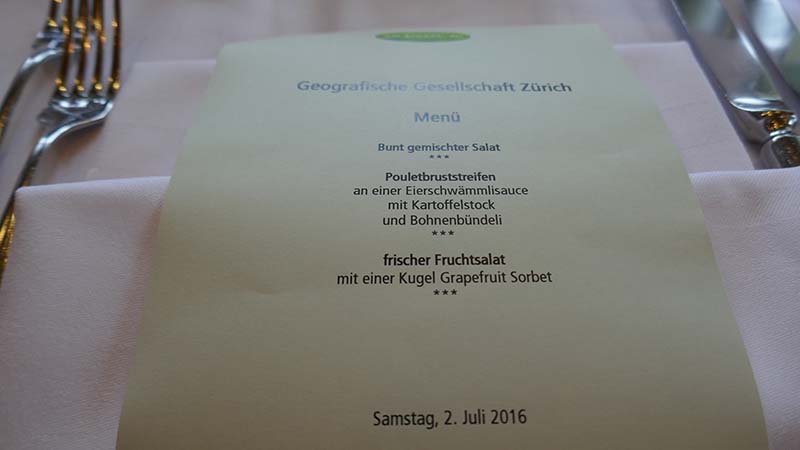 Geografische Gesellschaft Zürich
Menü
Bunt gemischter Salat
***
Pouletbruststreifen
an einer Eierschwämmlisauce
mit Kartoffelstock
und Bohnenbündeli
***
frischer Fruchtsalat
mit einer Kugel Grapefruit Sorbet
***
Samstag, 2. Juli 2016